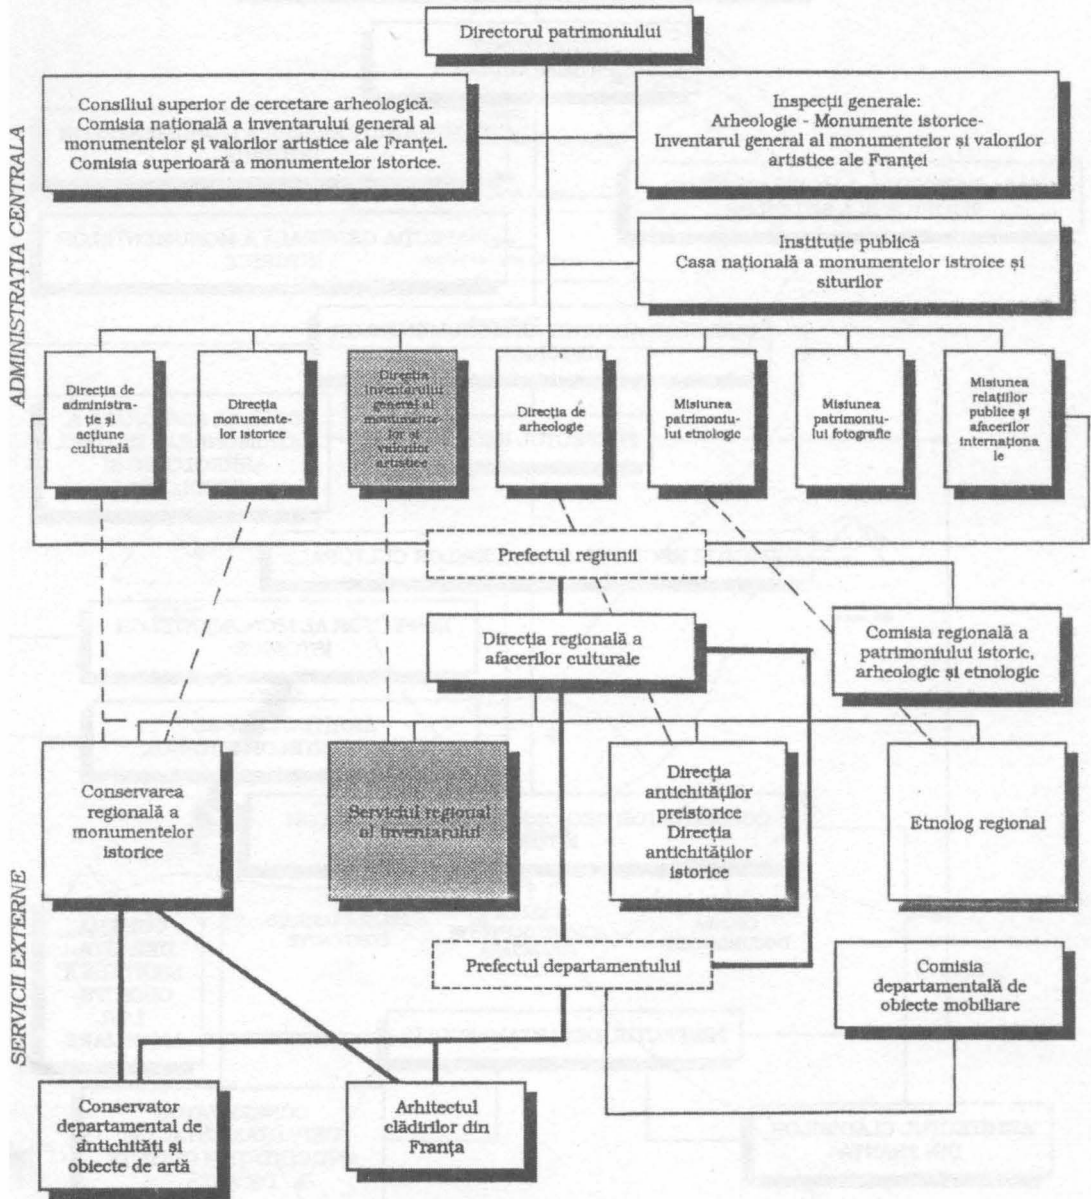 Directorul patrimoniului
Consiliul superior de cercetare arheologică.
Comisia națională a inventarului general al
monumentelor și valorilor artistice ale Franței.
Comisia superioară a monumentelor istorice.
Inspecții generale:
Arheologie - Monumente istorice-
Inventarul general al monumentelor și valorilor
artistice ale Franței
Instituție publică
Casa națională a monumentelor istroice și
siturilor
ADMINISTRATIA CENTRALA
Direcția de
administra-
ție și
acțiune
culturală
Direcția
monumente-
lor istorice
Direcția
inventarului
general al
monumente-
lor și
valorilor
artistice
Direcția de
arheologie
Misiunea
patrimoniu-
lui etnologic
Misiunea
patrimoniu-
lui fotografic
Misiunea
relațiilor
publice și
afacerilor
internaționa
le
Prefectul regiunii
Direcția regională a
afacerilor culturale
Comisia regională a
patrimoniului istoric,
arheologic și etnologic
SERVICII EXTERNE
Conservarea
regională a
monumentelor
istorice
Serviciul regional
al inventarului
Direcția
antichităților
preistorice
Direcția
antichităților
istorice
Etnolog regional
Prefectul departamentului
Comisia
departamentală de
obiecte mobiliare
Conservator
departamental de
antichități și
obiecte de artă
Arhitectul
clădirilor din
Franța